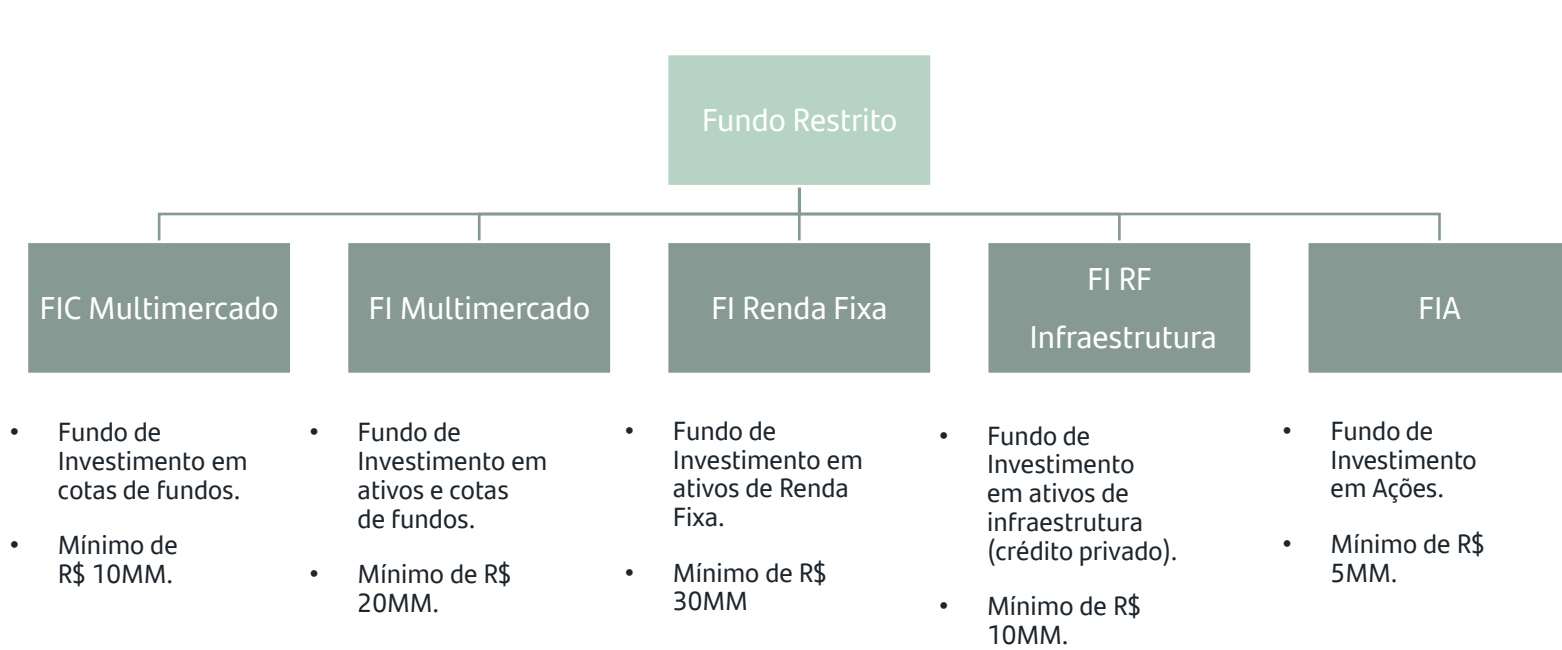 Fundo Restrito
FIC Multimercado
FI Multimercado
FI Renda Fixa
FI RF
Infraestrutura
FIA
• Fundo de
Investimento em
cotas de fundos.
• Mínimo de
R$ 10MM.
• Fundo de
Investimento em
ativos e cotas
de fundos.
• Mínimo de R$
20MM.
• Fundo de
Investimento em
ativos de Renda
Fixa.
• Mínimo de R$
30MM
• Fundo de
Investimento
em ativos de
infraestrutura
(crédito privado).
• Mínimo de R$
10MM.
• Fundo de
Investimento
em Ações.
• Mínimo de R$
5MM.